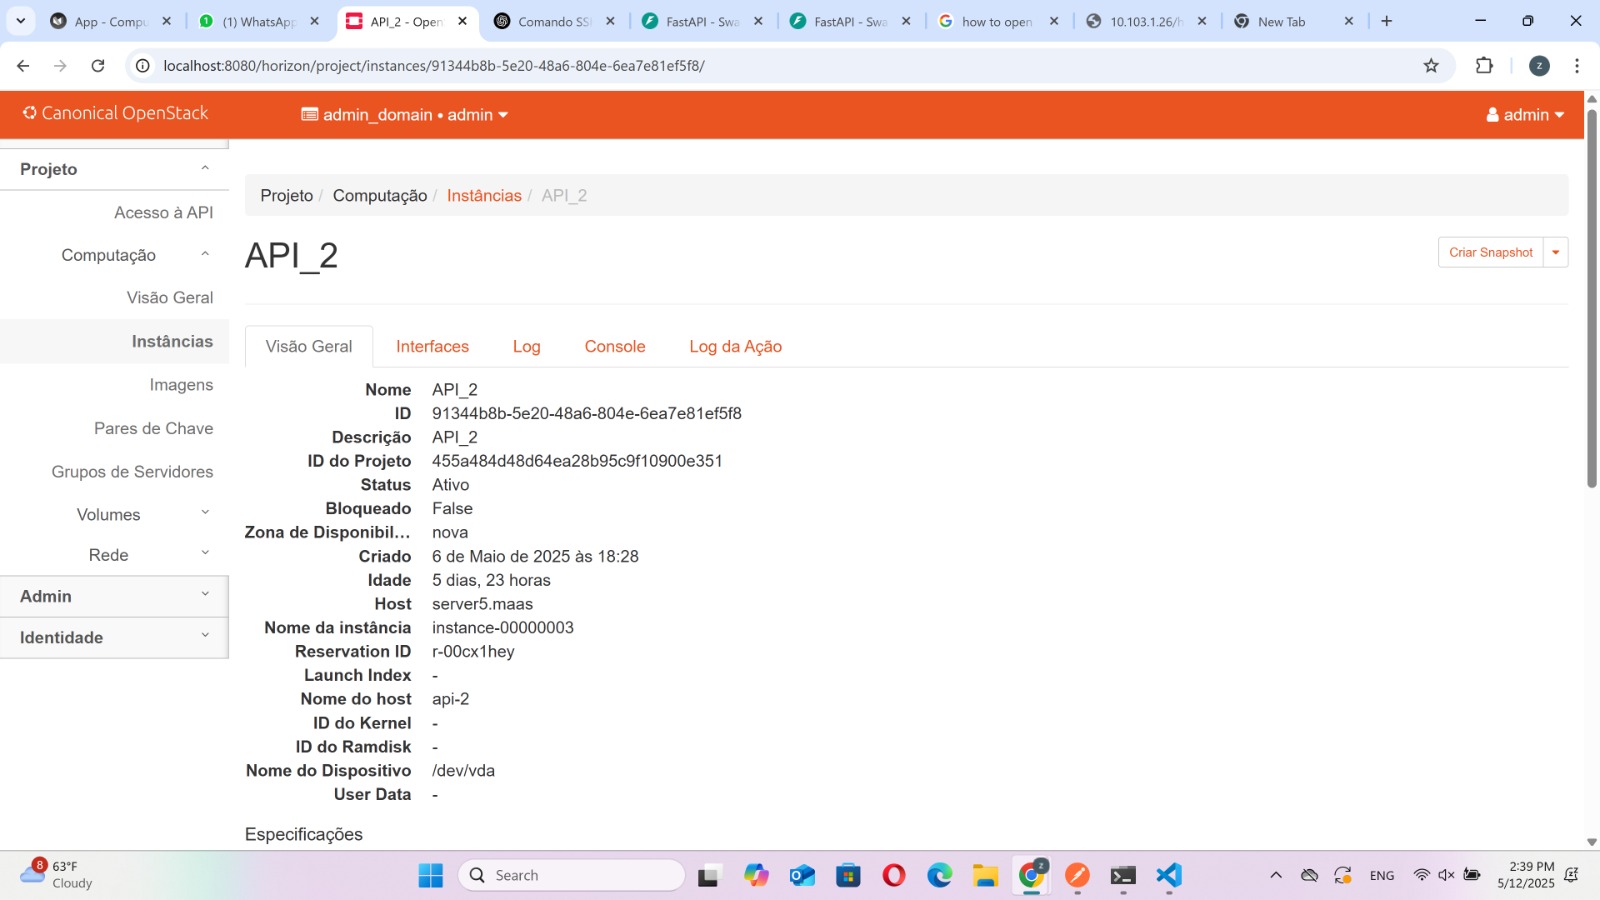 App - Compu
(1) WhatsApp
API_2 - Open
Comando SS
FastAPI - Swa
FastAPI - Swa
how to open
10.103.1.26/h
New Tab
localhost:8080/horizon/project/instances/91344b8b-5e20-48a6-804e-6ea7e81ef5f8/
z
Canonical OpenStack
admin_domain • admin
admin
Projeto
Acesso à API
Computação
Visão Geral
Instâncias
Imagens
Pares de Chave
Grupos de Servidores
Volumes
Rede
Admin
Identidade
Projeto / Computação / Instâncias / API_2
API_2
Criar Snapshot
Visão Geral
Interfaces
Log
Console
Log da Ação
Nome API_2
ID 91344b8b-5e20-48a6-804e-6ea7e81ef5f8
Descrição API_2
ID do Projeto 455a484d48d64ea28b95c9f10900e351
Status Ativo
Bloqueado False
Zona de Disponibil... nova
Criado 6 de Maio de 2025 às 18:28
Idade 5 dias, 23 horas
Host server5.maas
Nome da instância instance-00000003
Reservation ID r-00cx1hey
Launch Index -
Nome do host api-2
ID do Kernel -
ID do Ramdisk -
Nome do Dispositivo /dev/vda
User Data -
Especificações
8
63°F
Cloudy
Search
z
ENG
2:39 PM
5/12/2025